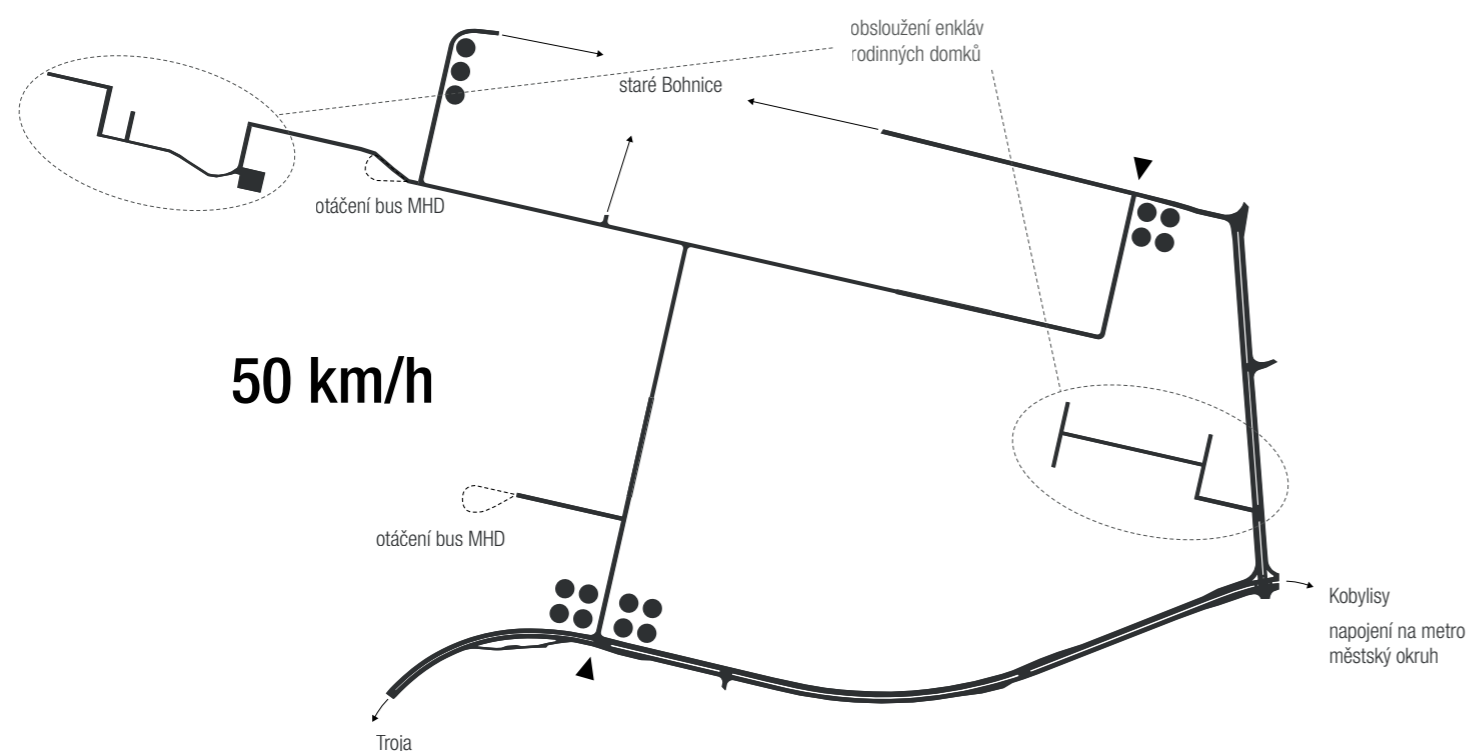 obsloužení enkláv
rodinných domků
staré Bohnice
otáčení bus MHD
50 km/h
otáčení bus MHD
Kobylisy
napojení na metro
městský okruh
Troja